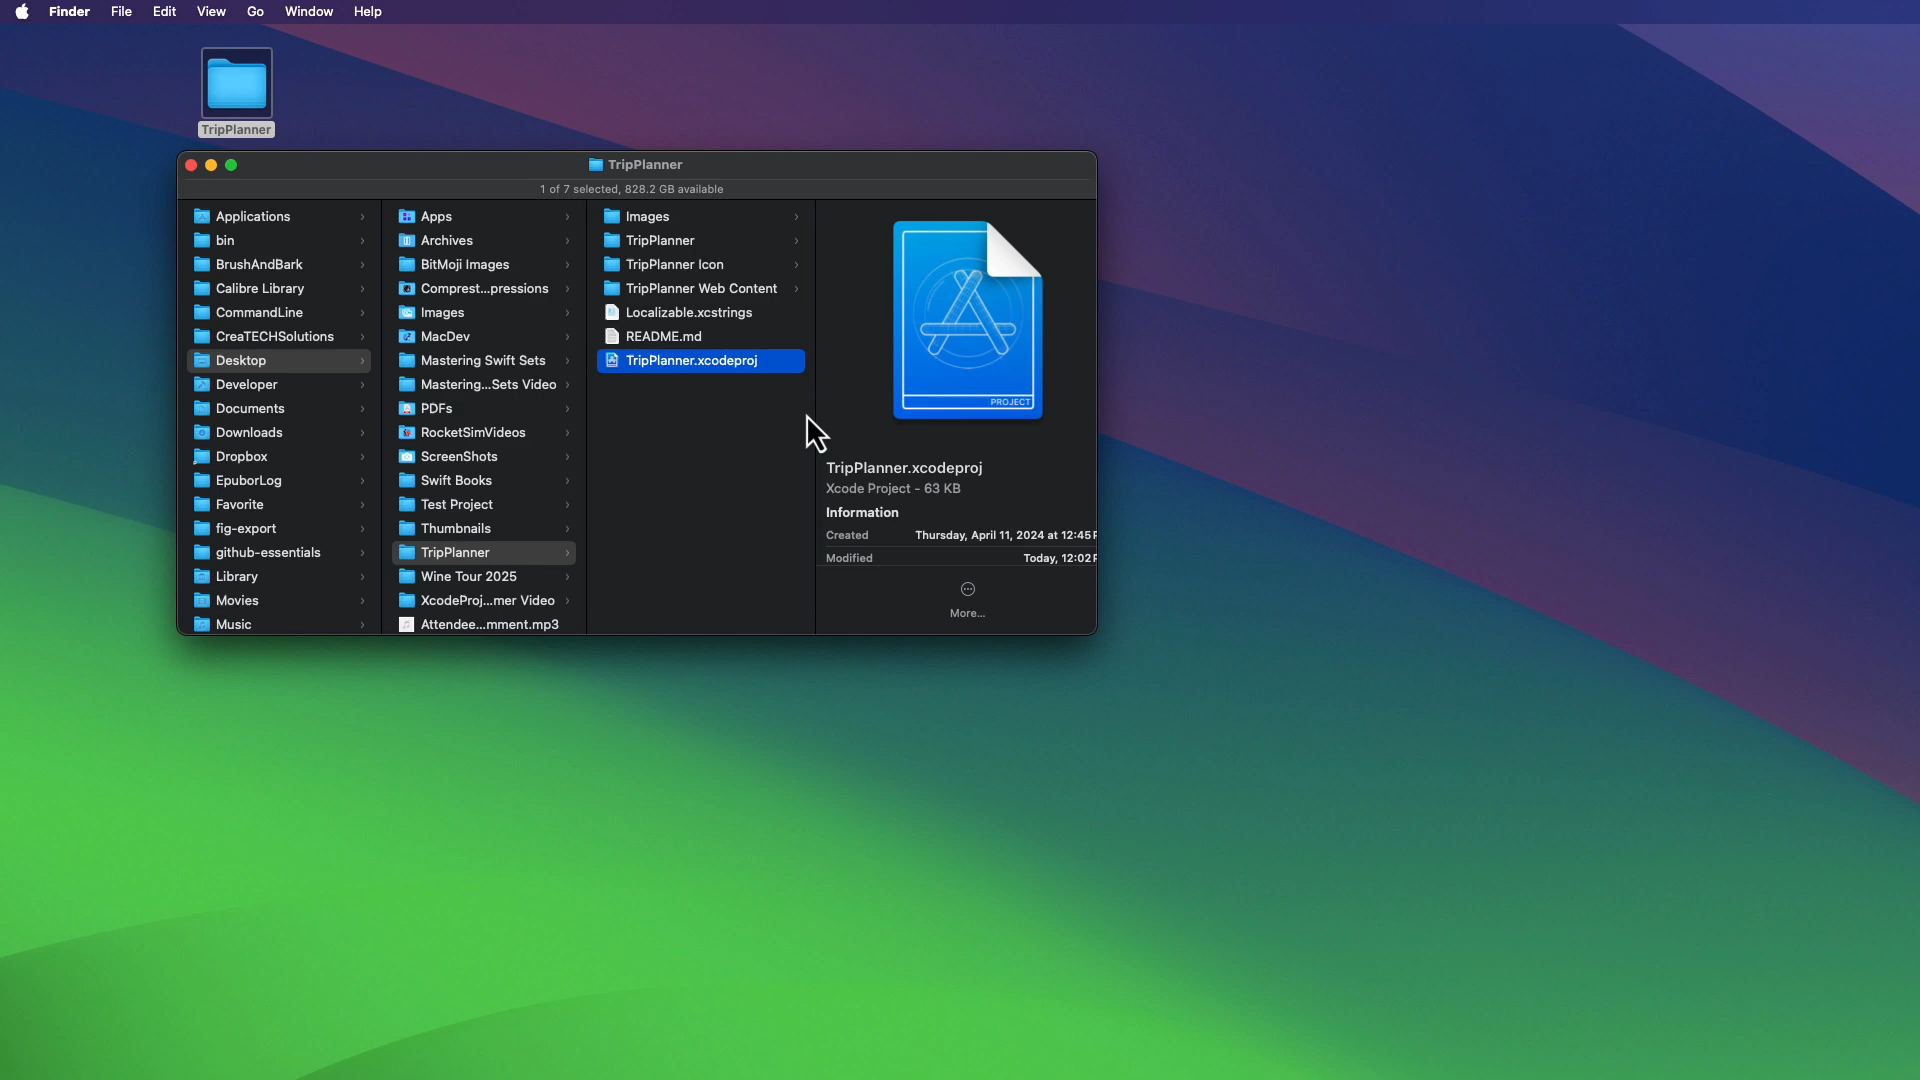 Finder File Edit View Go Window Help
TripPlanner
TripPlanner
1 of 7 selected, 828.2 GB available
Applications
bin
BrushAndBark
Calibre Library
CommandLine
CreaTECHSolutions
Desktop
Developer
Documents
Downloads
Dropbox
EpuborLog
Favorite
fig-export
github-essentials
Library
Movies
Music
Apps
Archives
BitMoji Images
Comprest...pressions
Images
MacDev
Mastering Swift Sets
Mastering...Sets Video
PDFs
RocketSimVideos
ScreenShots
Swift Books
Test Project
Thumbnails
TripPlanner
Wine Tour 2025
XcodeProj...mer Video
Attendee...mment.mp3
Images
TripPlanner
TripPlanner Icon
TripPlanner Web Content
Localizable.xcstrings
README.md
TripPlanner.xcodeproj
PROJECT
TripPlanner.xcodeproj
Xcode Project - 63 KB
Information
Created Thursday, April 11, 2024 at 12:45 P
Modified Today, 12:02 P
More...